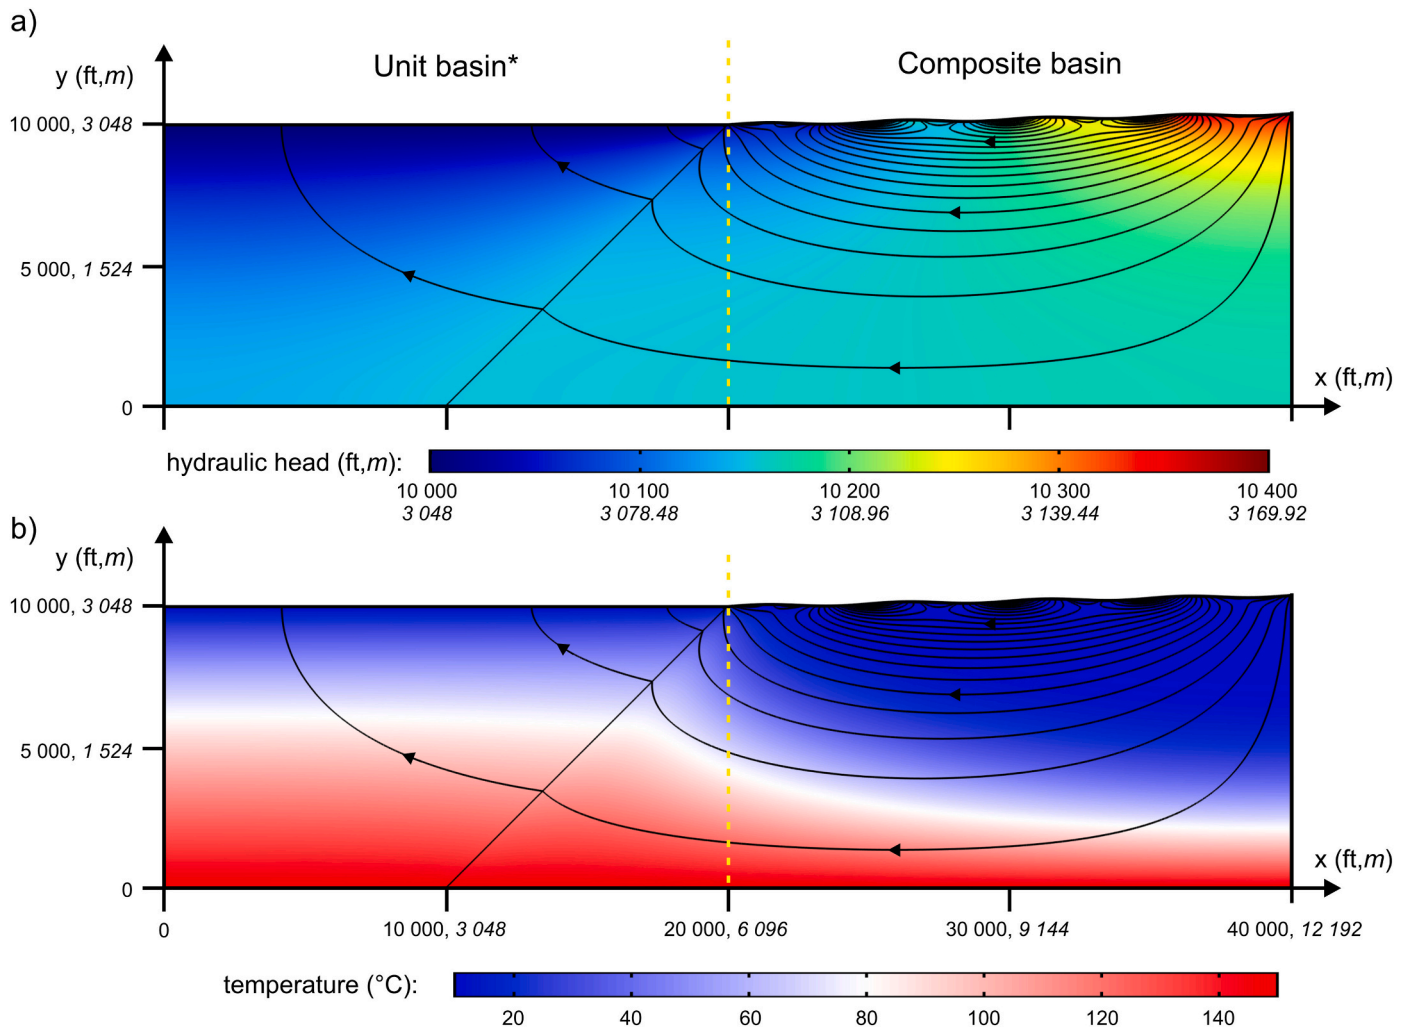 a)
y (ft,m)
Unit basin*
Composite basin
10 000, 3 048
5 000, 1 524
0
x (ft,m)
hydraulic head (ft,m):
10 000
10 100
10 200
10 300
10 400
3 048
3 078.48
3 108.96
3 139.44
3 169.92
b)
y (ft,m)
10 000, 3 048
5 000, 1 524
0
x (ft,m)
0
10 000, 3 048
20 000, 6 096
30 000, 9 144
40 000, 12 192
temperature (°C):
20
40
60
80
100
120
140